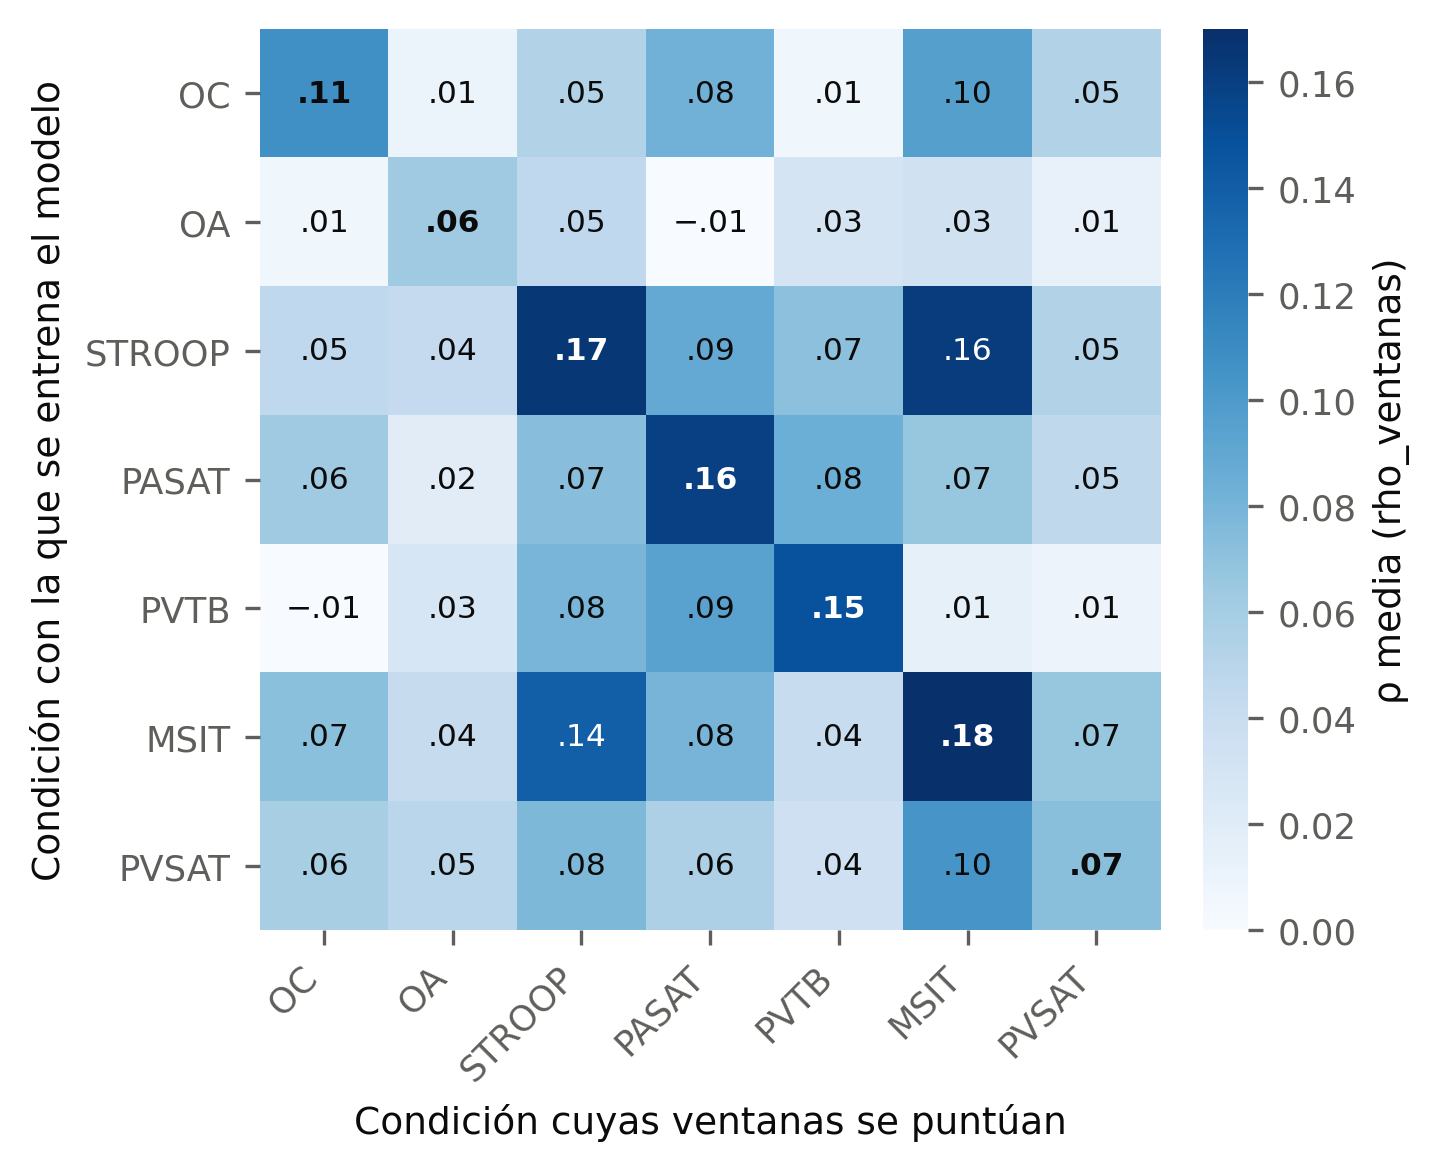 Condición con la que se entrena el modelo
OC .11 .01 .05 .08 .01 .10 .05
OA .01 .06 .05 −.01 .03 .03 .01
STROOP .05 .04 .17 .09 .07 .16 .05
PASAT .06 .02 .07 .16 .08 .07 .05
PVTB −.01 .03 .08 .09 .15 .01 .01
MSIT .07 .04 .14 .08 .04 .18 .07
PVSAT .06 .05 .08 .06 .04 .10 .07
OC OA STROOP PASAT PVTB MSIT PVSAT
Condición cuyas ventanas se puntúan
0.16
0.14
0.12
0.10
0.08
0.06
0.04
0.02
0.00
ρ media (rho_ventanas)